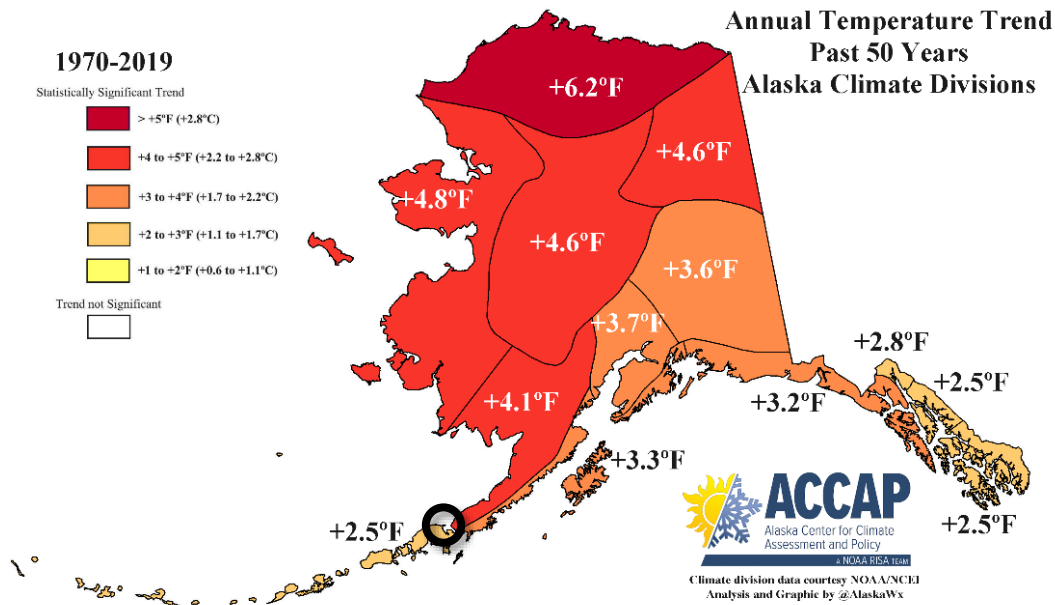 Annual Temperature Trend
Past 50 Years
Alaska Climate Divisions
1970-2019
Statistically Significant Trend
> +5ºF (+2.8ºC)
+4 to +5ºF (+2.2 to +2.8ºC)
+3 to +4ºF (+1.7 to +2.2ºC)
+2 to +3ºF (+1.1 to +1.7ºC)
+1 to +2ºF (+0.6 to +1.1ºC)
Trend not Significant
+6.2ºF
+4.6ºF
+4.8ºF
+4.6ºF
+3.6ºF
+3.7ºF
+2.8ºF
+2.5ºF
+4.1ºF
+3.2ºF
+3.3ºF
+2.5ºF
+2.5ºF
ACCAP
Alaska Center for Climate
Assessment and Policy
A NOAA RISA TEAM
Climate division data courtesy NOAA/NCEI
Analysis and Graphic by @AlaskaWx